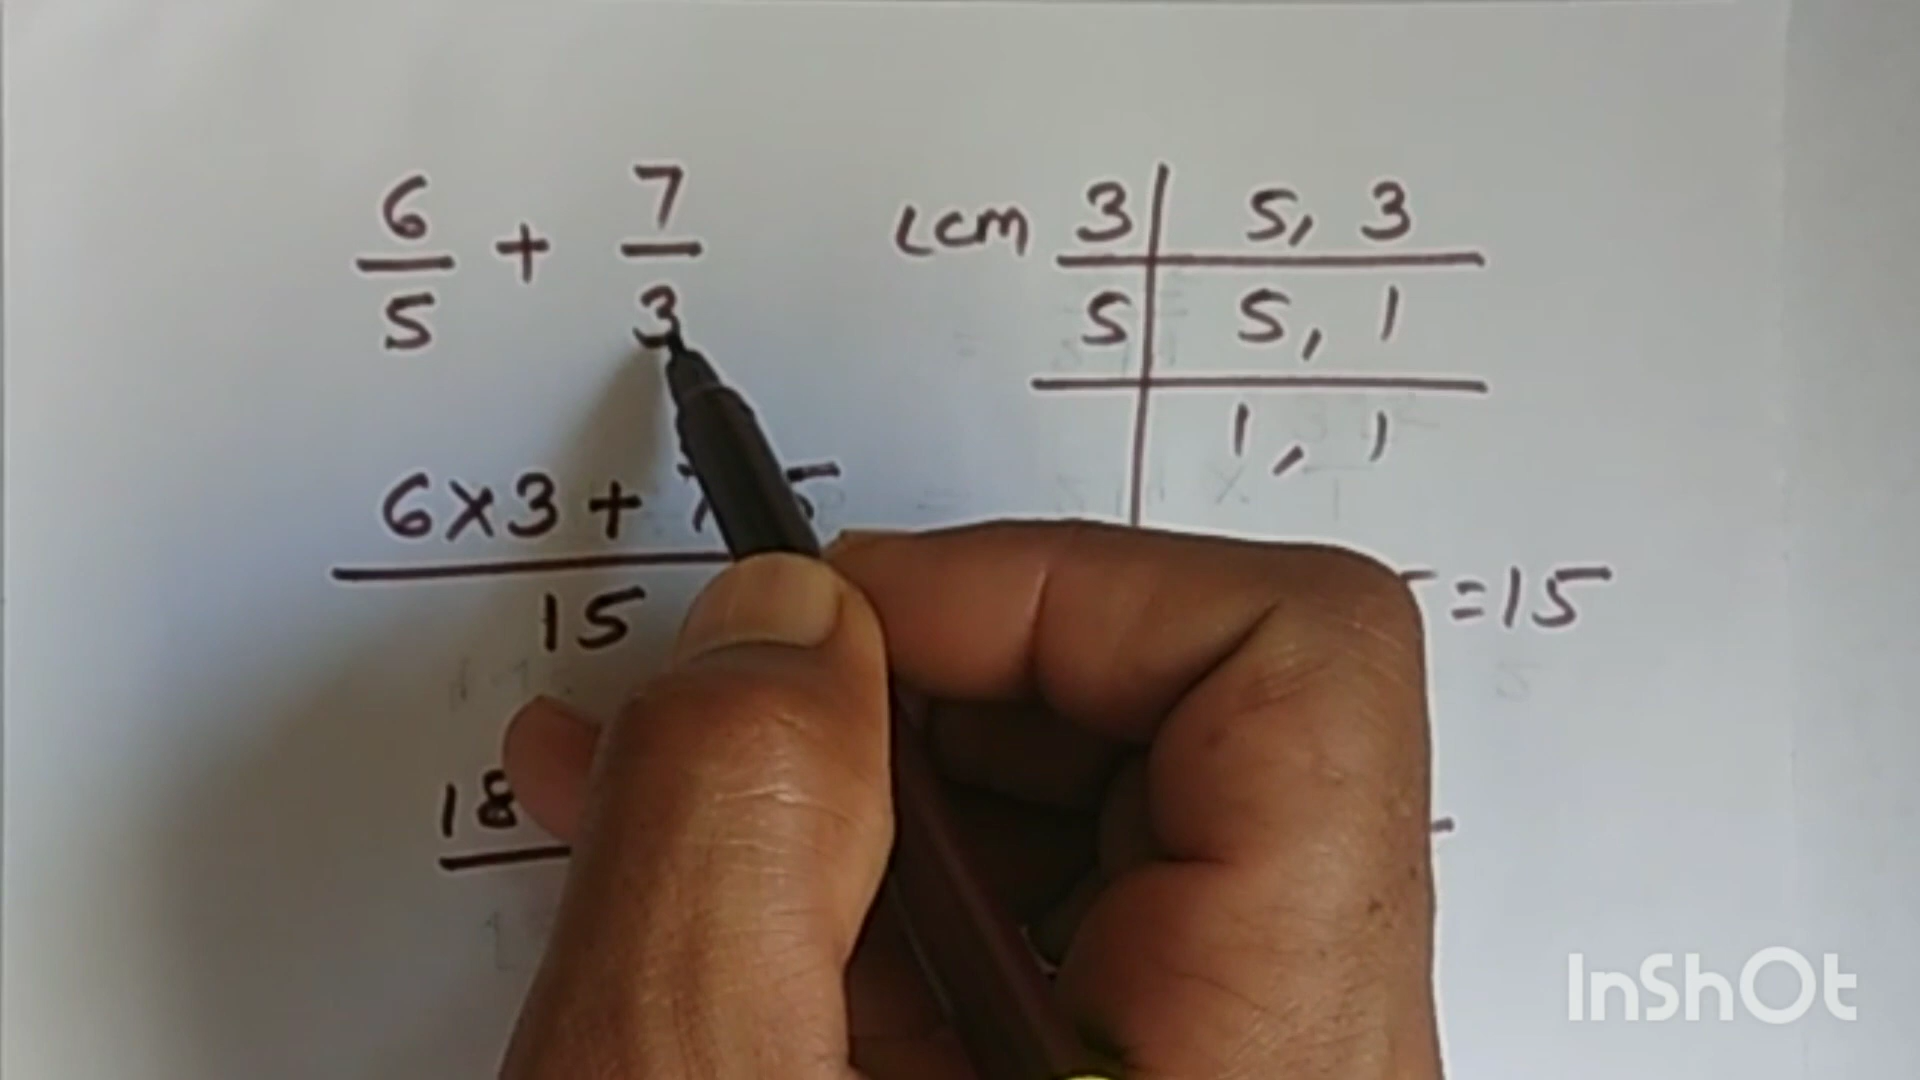 6/5 + 7/3
LCM 3 | 5, 3
5 | 5, 1
1, 1
6×3 +
15
=15
18
InShOt